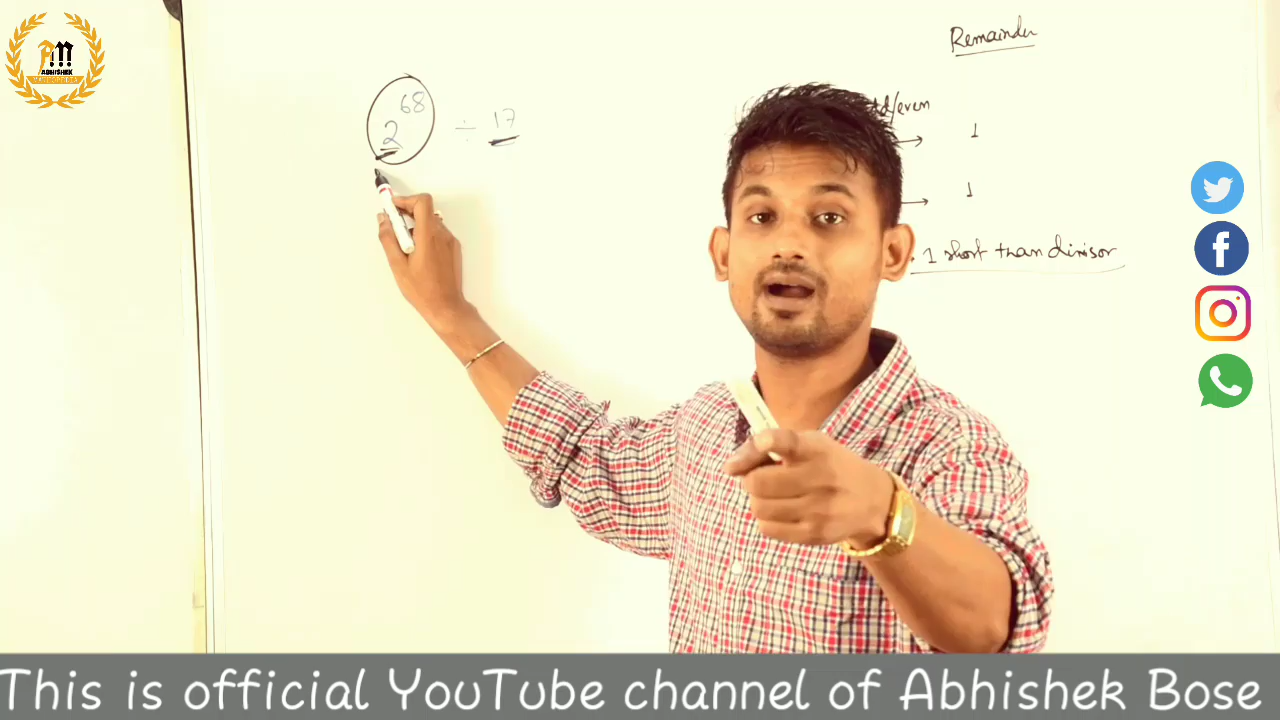 ABHISHEK
Remainder
2^68 ÷ 17
/even
→ 1
→ 1
1 short than divisor
This is official YouTube channel of Abhishek Bose